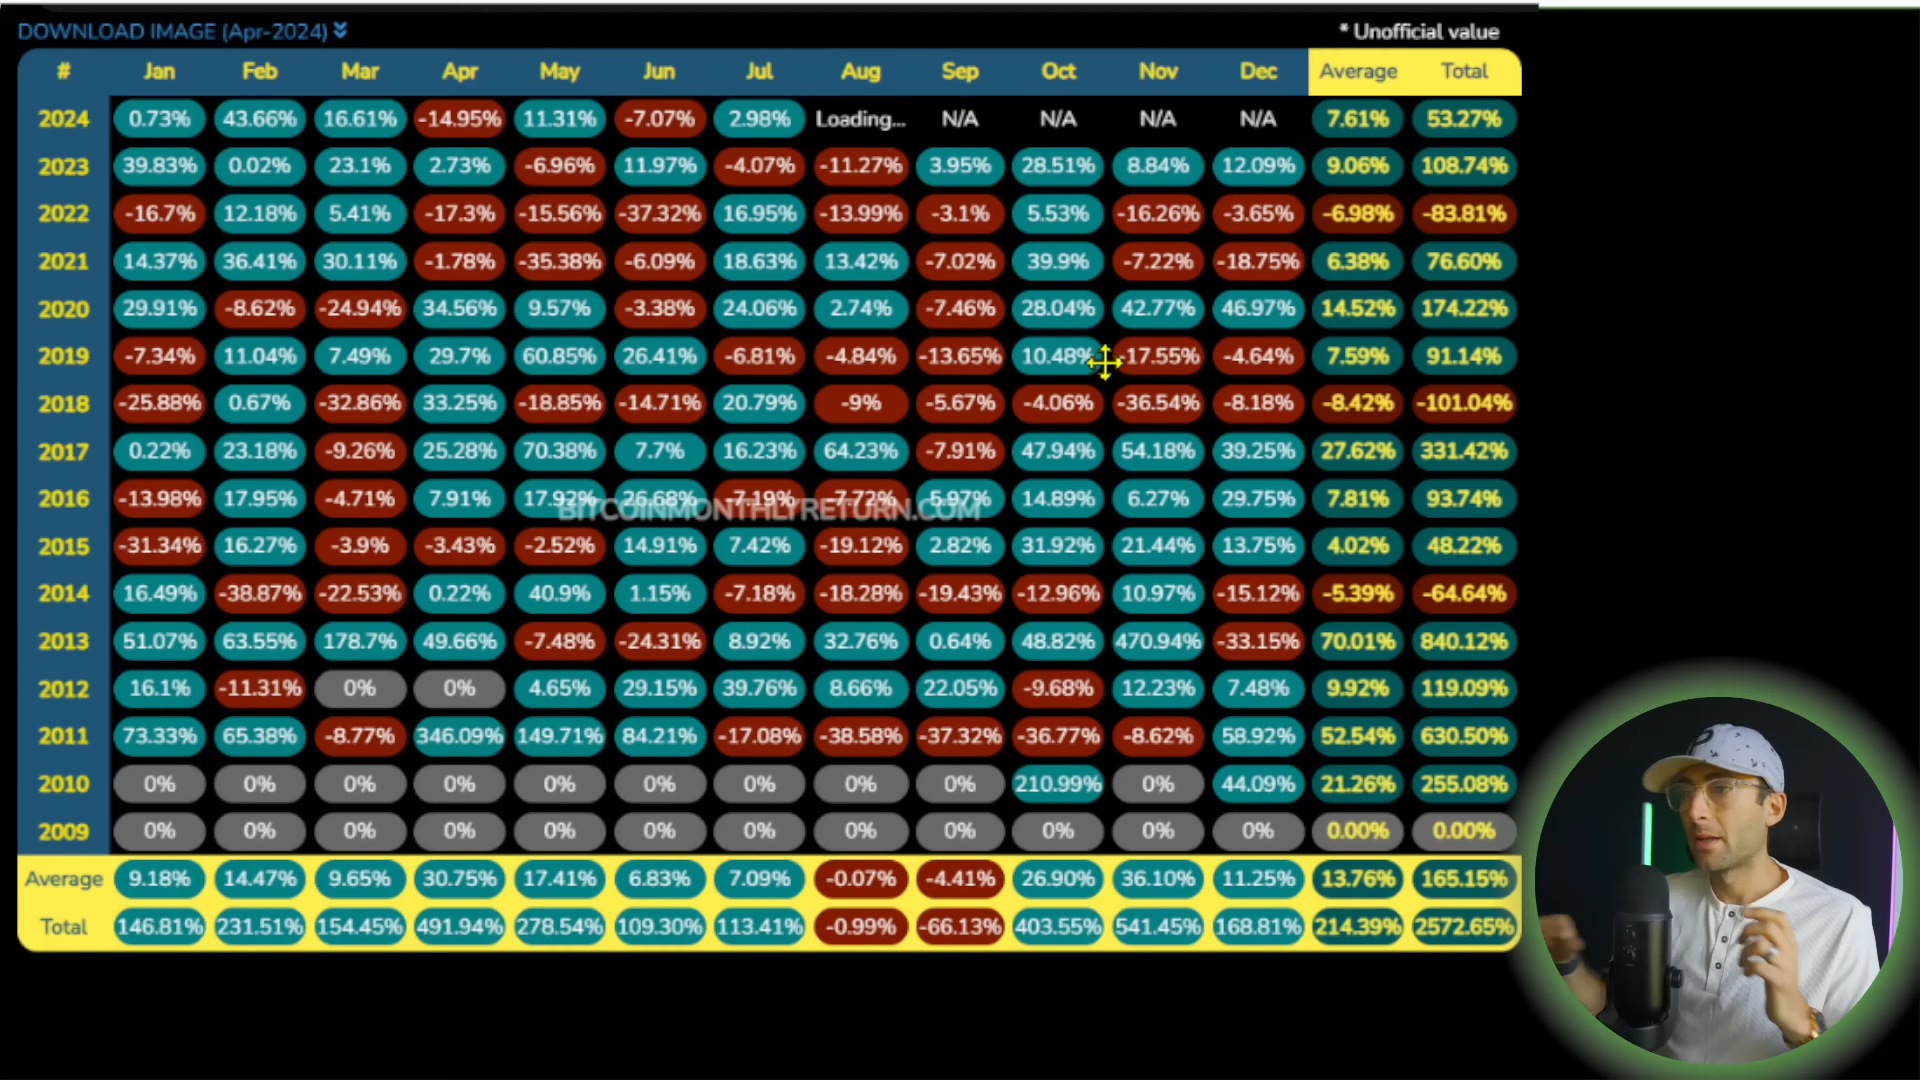 DOWNLOAD IMAGE (Apr-2024)
* Unofficial value
# Jan Feb Mar Apr May Jun Jul Aug Sep Oct Nov Dec Average Total
2024 0.73% 43.66% 16.61% -14.95% 11.31% -7.07% 2.98% Loading... N/A N/A N/A N/A 7.61% 53.27%
2023 39.83% 0.02% 23.1% 2.73% -6.96% 11.97% -4.07% -11.27% 3.95% 28.51% 8.84% 12.09% 9.06% 108.74%
2022 -16.7% 12.18% 5.41% -17.3% -15.56% -37.32% 16.95% -13.99% -3.1% 5.53% -16.26% -3.65% -6.98% -83.81%
2021 14.37% 36.41% 30.11% -1.78% -35.38% -6.09% 18.63% 13.42% -7.02% 39.9% -7.22% -18.75% 6.38% 76.60%
2020 29.91% -8.62% -24.94% 34.56% 9.57% -3.38% 24.06% 2.74% -7.46% 28.04% 42.77% 46.97% 14.52% 174.22%
2019 -7.34% 11.04% 7.49% 29.7% 60.85% 26.41% -6.81% -4.84% -13.65% 10.48% -17.55% -4.64% 7.59% 91.14%
2018 -25.88% 0.67% -32.86% 33.25% -18.85% -14.71% 20.79% -9% -5.67% -4.06% -36.54% -8.18% -8.42% -101.04%
2017 0.22% 23.18% -9.26% 25.28% 70.38% 7.7% 16.23% 64.23% -7.91% 47.94% 54.18% 39.25% 27.62% 331.42%
2016 -13.98% 17.95% -4.71% 7.91% 17.92% 26.68% -7.19% -7.72% 5.97% 14.89% 6.27% 29.75% 7.81% 93.74%
BITCOINMONTHLYRETURN.COM
2015 -31.34% 16.27% -3.9% -3.43% -2.52% 14.91% 7.42% -19.12% 2.82% 31.92% 21.44% 13.75% 4.02% 48.22%
2014 16.49% -38.87% -22.53% 0.22% 40.9% 1.15% -7.18% -18.28% -19.43% -12.96% 10.97% -15.12% -5.39% -64.64%
2013 51.07% 63.55% 178.7% 49.66% -7.48% -24.31% 8.92% 32.76% 0.64% 48.82% 470.94% -33.15% 70.01% 840.12%
2012 16.1% -11.31% 0% 0% 4.65% 29.15% 39.76% 8.66% 22.05% -9.68% 12.23% 7.48% 9.92% 119.09%
2011 73.33% 65.38% -8.77% 346.09% 149.71% 84.21% -17.08% -38.58% -37.32% -36.77% -8.62% 58.92% 52.54% 630.50%
2010 0% 0% 0% 0% 0% 0% 0% 0% 0% 210.99% 0% 44.09% 21.26% 255.08%
2009 0% 0% 0% 0% 0% 0% 0% 0% 0% 0% 0% 0% 0.00% 0.00%
Average 9.18% 14.47% 9.65% 30.75% 17.41% 6.83% 7.09% -0.07% -4.41% 26.90% 36.10% 11.25% 13.76% 165.15%
Total 146.81% 231.51% 154.45% 491.94% 278.54% 109.30% 113.41% -0.99% -66.13% 403.55% 541.45% 168.81% 214.39% 2572.65%